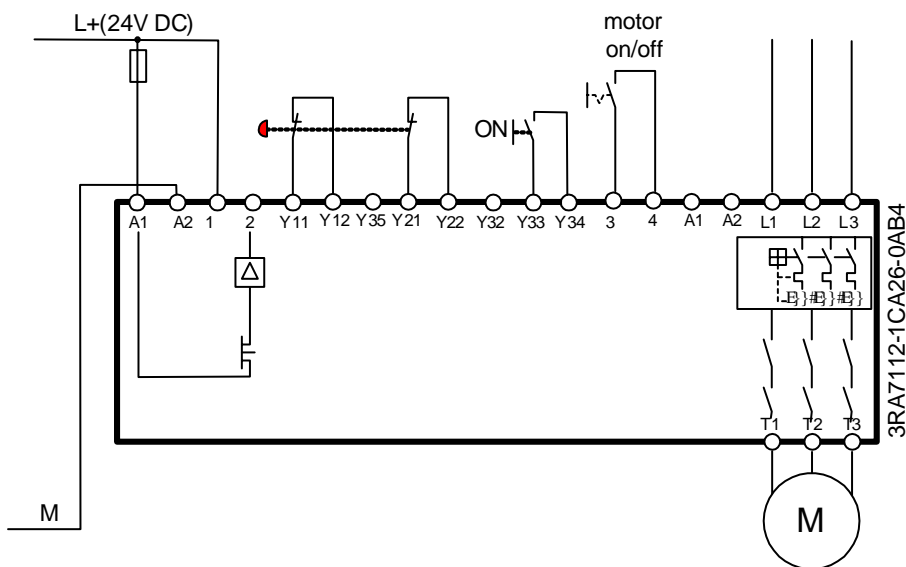 L+(24V DC)
motor
on/off
ON
A1 A2 1 2 Y11 Y12 Y35 Y21 Y22 Y32 Y33 Y34 3 4 A1 A2 L1 L2 L3
3RA7112-1CA26-0AB4
T1 T2 T3
M
M